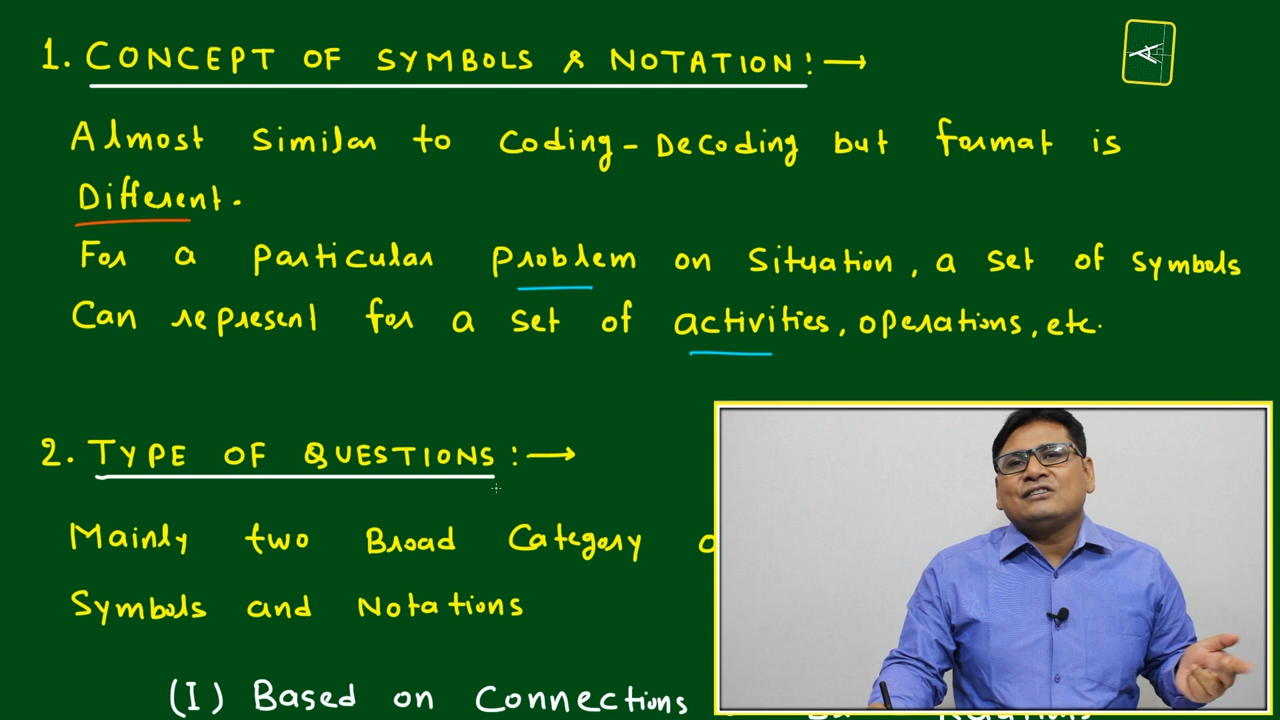 1. CONCEPT OF SYMBOLS & NOTATION:→
Almost Similar to Coding-Decoding but format is
Different.
For a Particular Problem or Situation, a set of symbols
Can represent for a set of activities, operations, etc.
2. TYPE OF QUESTIONS:→
Mainly two Broad Category
Symbols and Notations
(I) Based on Connections